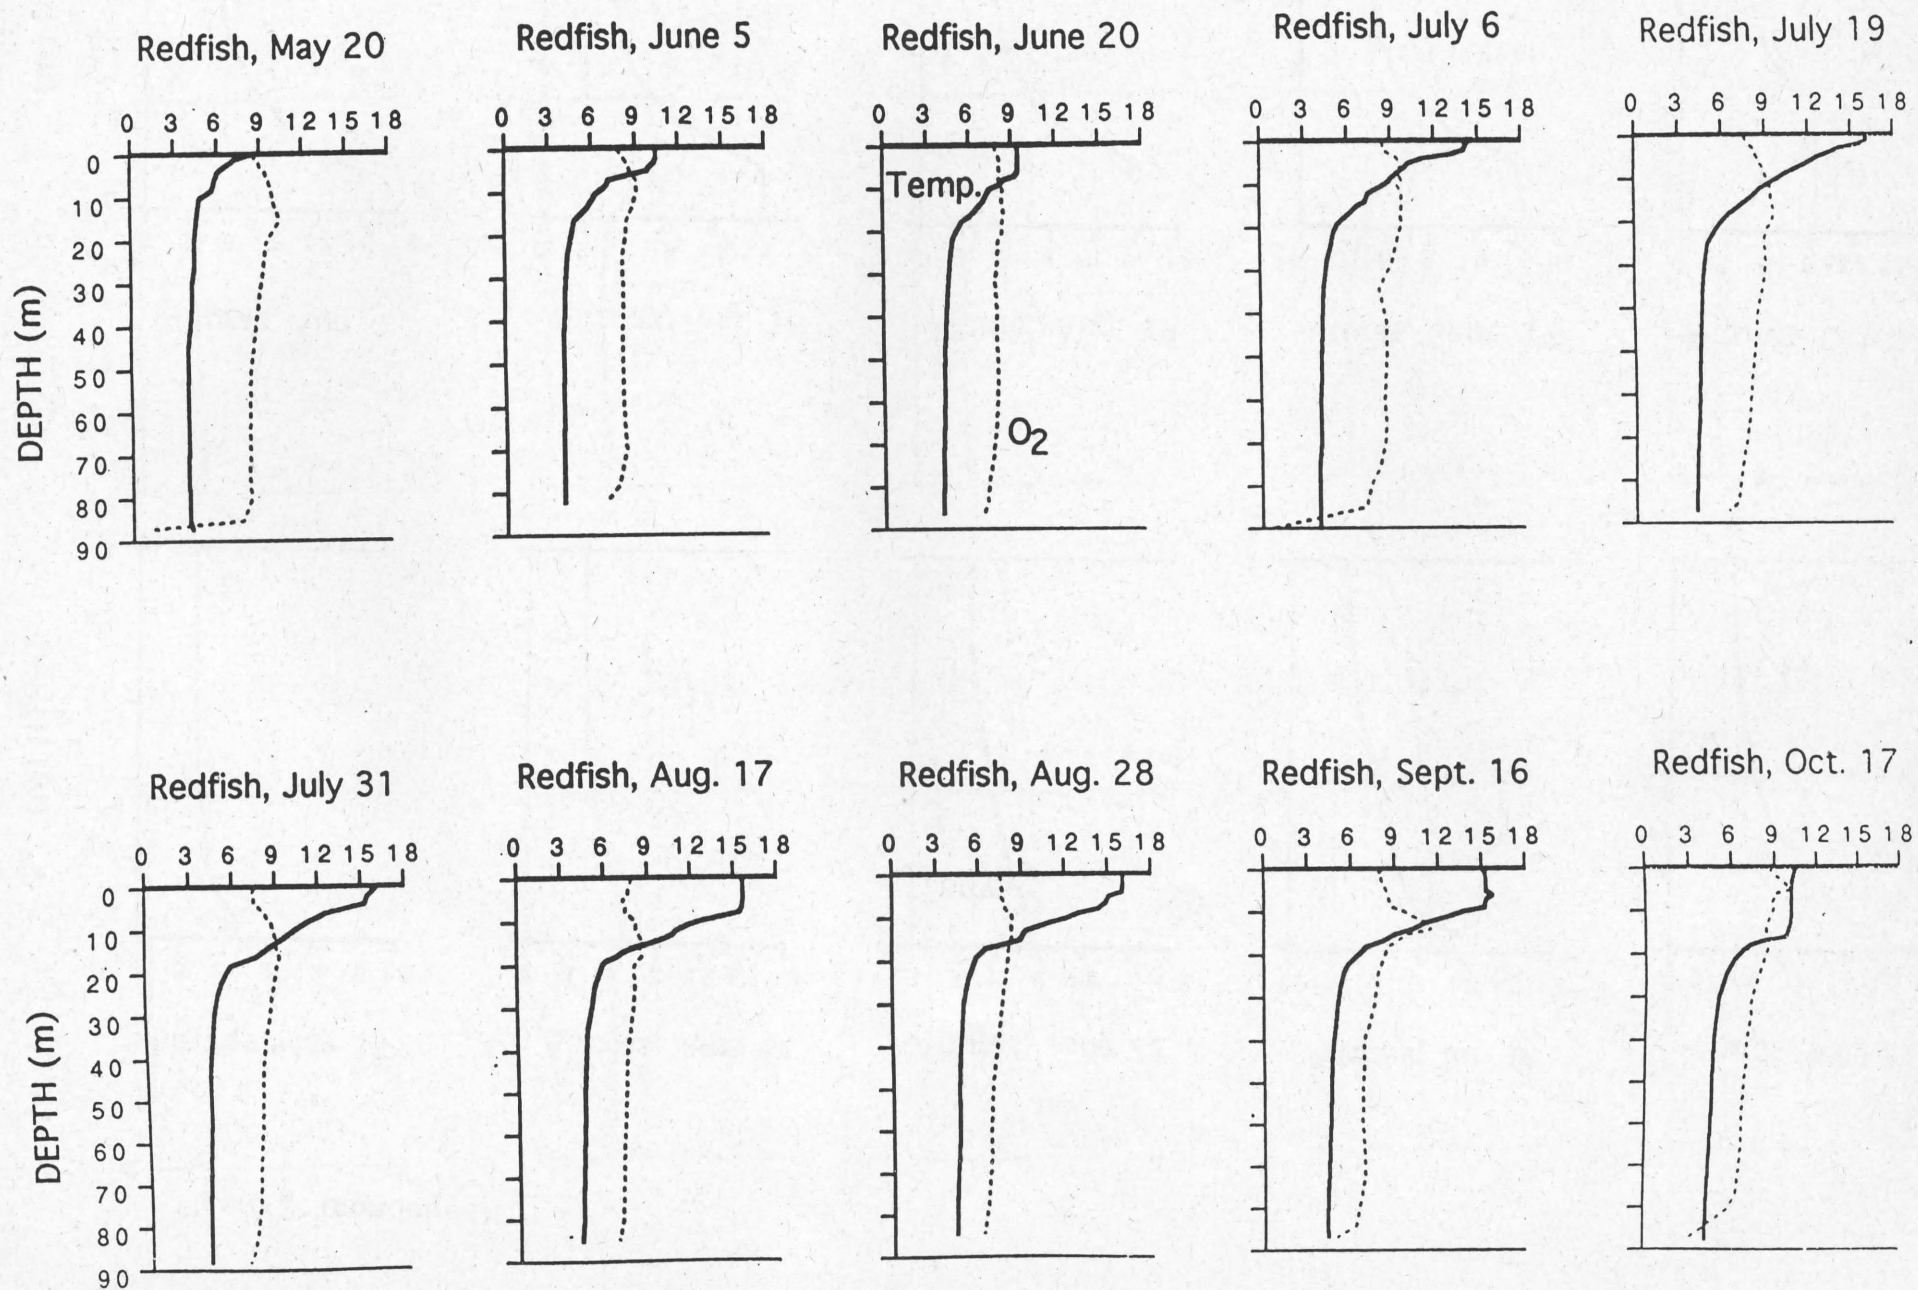 Redfish, May 20
Redfish, June 5
Redfish, June 20
Redfish, July 6
Redfish, July 19
0 3 6 9 12 15 18
0 3 6 9 12 15 18
0 3 6 9 12 15 18
0 3 6 9 12 15 18
0 3 6 9 12 15 18
DEPTH (m)
0
10
20
30
40
50
60
70
80
90
Temp.
O2
Redfish, July 31
Redfish, Aug. 17
Redfish, Aug. 28
Redfish, Sept. 16
Redfish, Oct. 17
0 3 6 9 12 15 18
0 3 6 9 12 15 18
0 3 6 9 12 15 18
0 3 6 9 12 15 18
0 3 6 9 12 15 18
DEPTH (m)
0
10
20
30
40
50
60
70
80
90